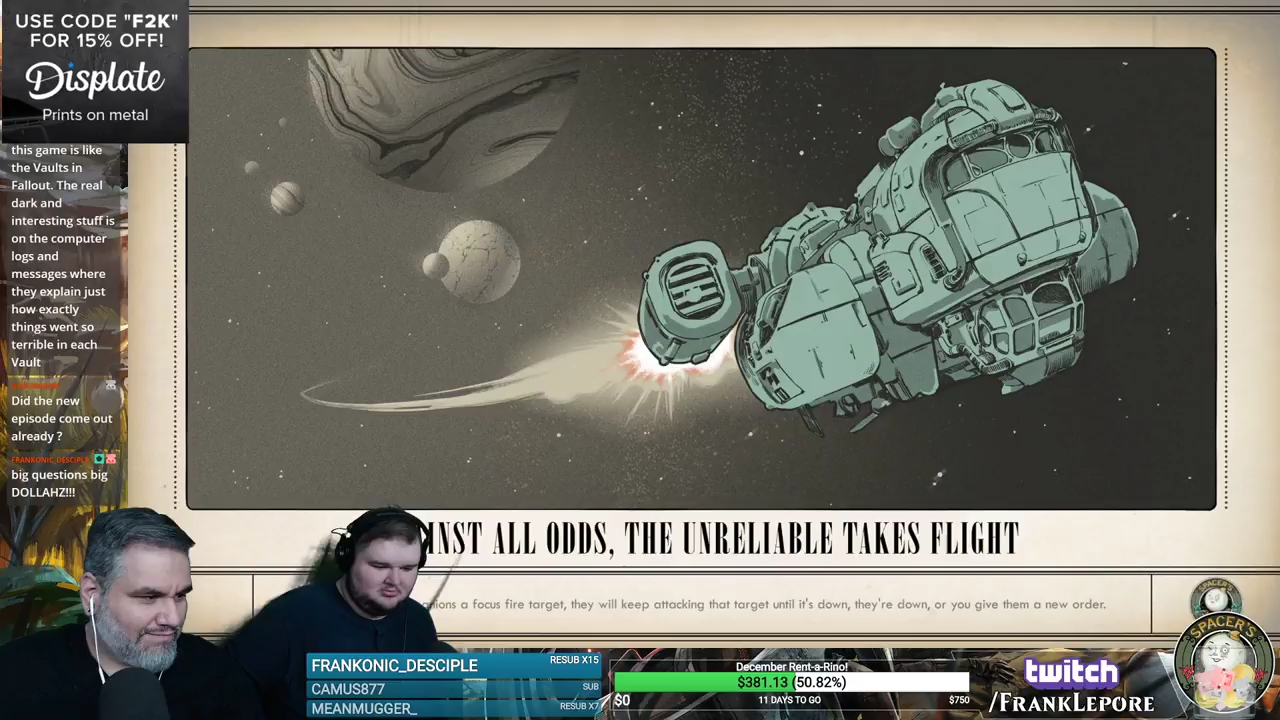 USE CODE "F2K"
FOR 15% OFF!
Displate
Prints on metal
this game is like
the Vaults in
Fallout. The real
dark and
interesting stuff is
on the computer
logs and
messages where
they explain just
how exactly
things went so
terrible in each
Vault
Did the new
episode come out
already ?
FRANKONIC_DESCIPLE
big questions big
DOLLAHZ!!!
INST ALL ODDS, THE UNRELIABLE TAKES FLIGHT
a focus fire target, they will keep attacking that target until it's down, they're down, or you give them a new order.
SPACER'S
SPACER'S
FRANKONIC_DESCIPLE RESUB X15
CAMUS877 SUB
MEANMUGGER_ RESUB X7
December Rent-a-Rino!
$381.13 (50.82%)
$0 11 DAYS TO GO $750
twitch
/FRANKLEPORE